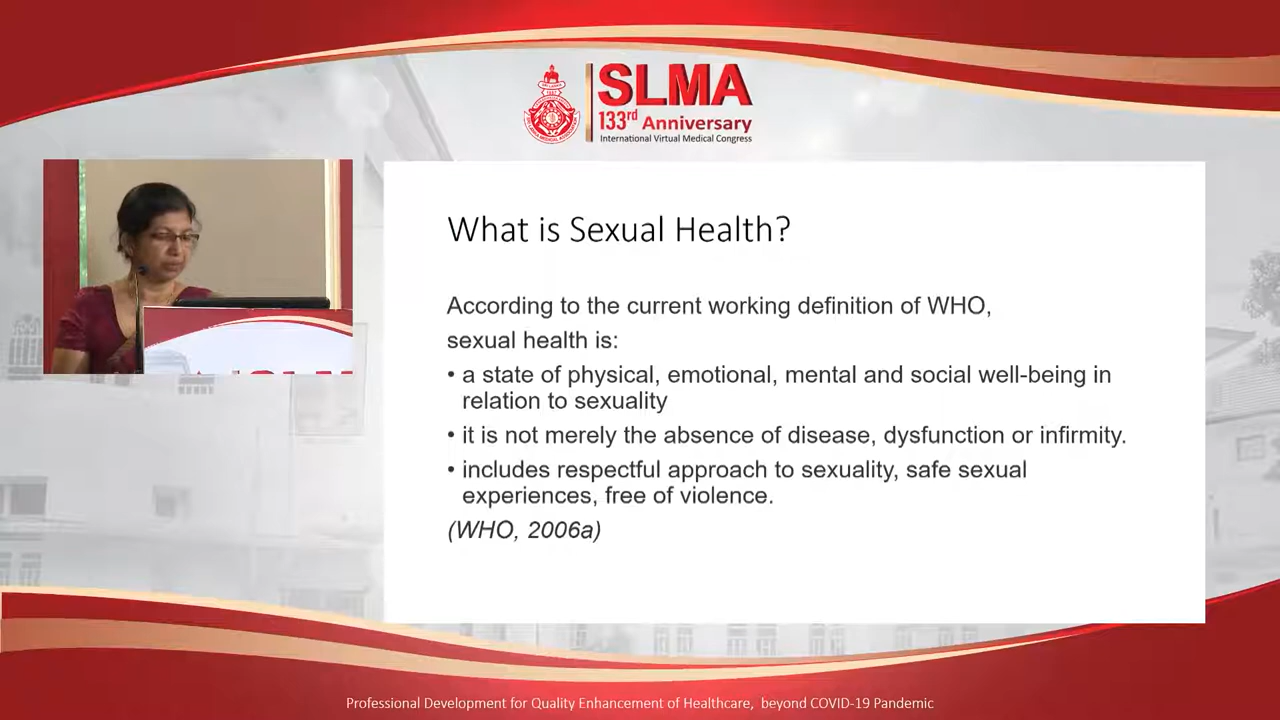 SLMA
133rd Anniversary
International Virtual Medical Congress
What is Sexual Health?
According to the current working definition of WHO,
sexual health is:
• a state of physical, emotional, mental and social well-being in
relation to sexuality
• it is not merely the absence of disease, dysfunction or infirmity.
• includes respectful approach to sexuality, safe sexual
experiences, free of violence.
(WHO, 2006a)
Professional Development for Quality Enhancement of Healthcare, beyond COVID-19 Pandemic